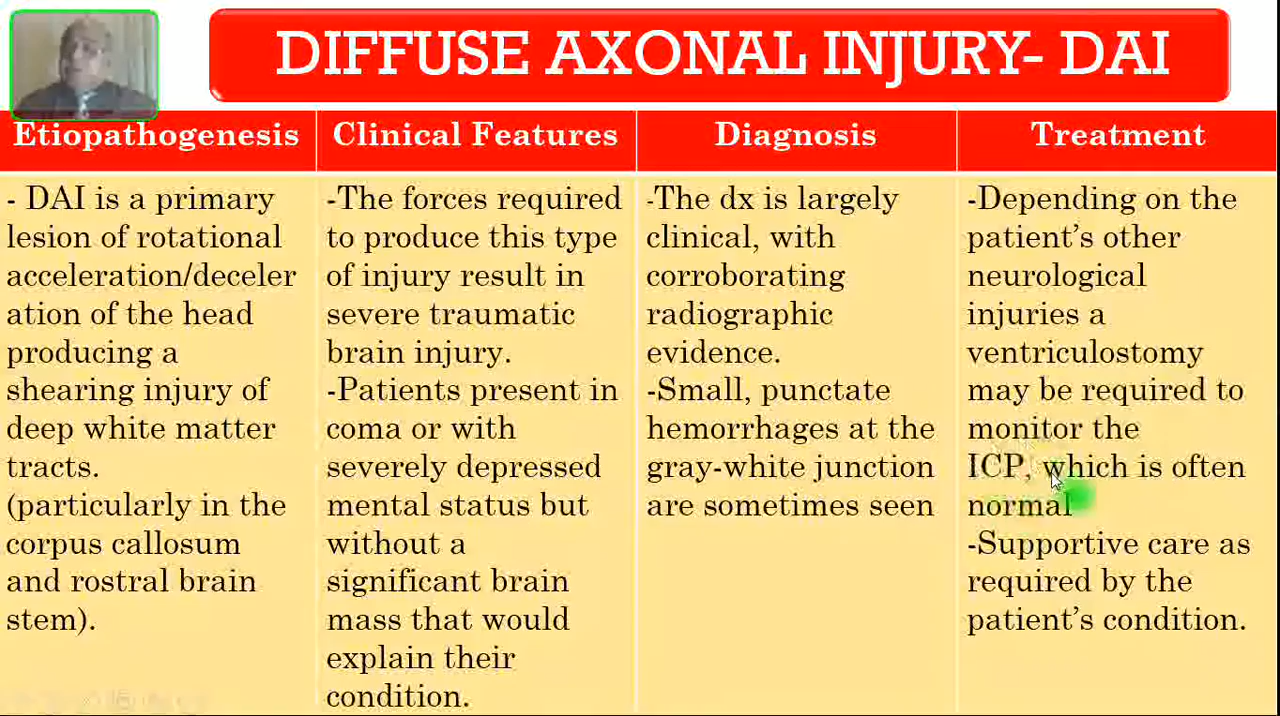 DIFFUSE AXONAL INJURY- DAI
Etiopathogenesis
- DAI is a primary
lesion of rotational
acceleration/deceler
ation of the head
producing a
shearing injury of
deep white matter
tracts.
(particularly in the
corpus callosum
and rostral brain
stem).
Clinical Features
-The forces required
to produce this type
of injury result in
severe traumatic
brain injury.
-Patients present in
coma or with
severely depressed
mental status but
without a
significant brain
mass that would
explain their
condition.
Diagnosis
-The dx is largely
clinical, with
corroborating
radiographic
evidence.
-Small, punctate
hemorrhages at the
gray-white junction
are sometimes seen
Treatment
-Depending on the
patient's other
neurological
injuries a
ventriculostomy
may be required to
monitor the
ICP, which is often
normal
-Supportive care as
required by the
patient's condition.